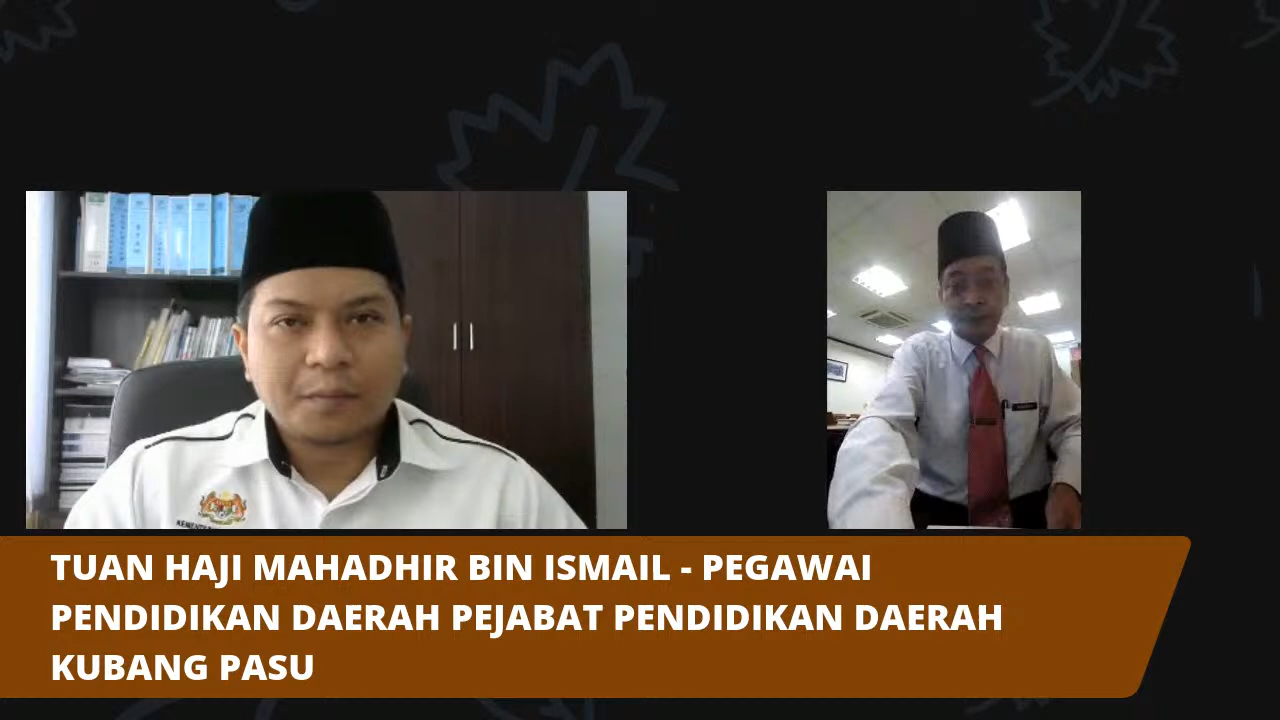 TUAN HAJI MAHADHIR BIN ISMAIL - PEGAWAI
PENDIDIKAN DAERAH PEJABAT PENDIDIKAN DAERAH
KUBANG PASU